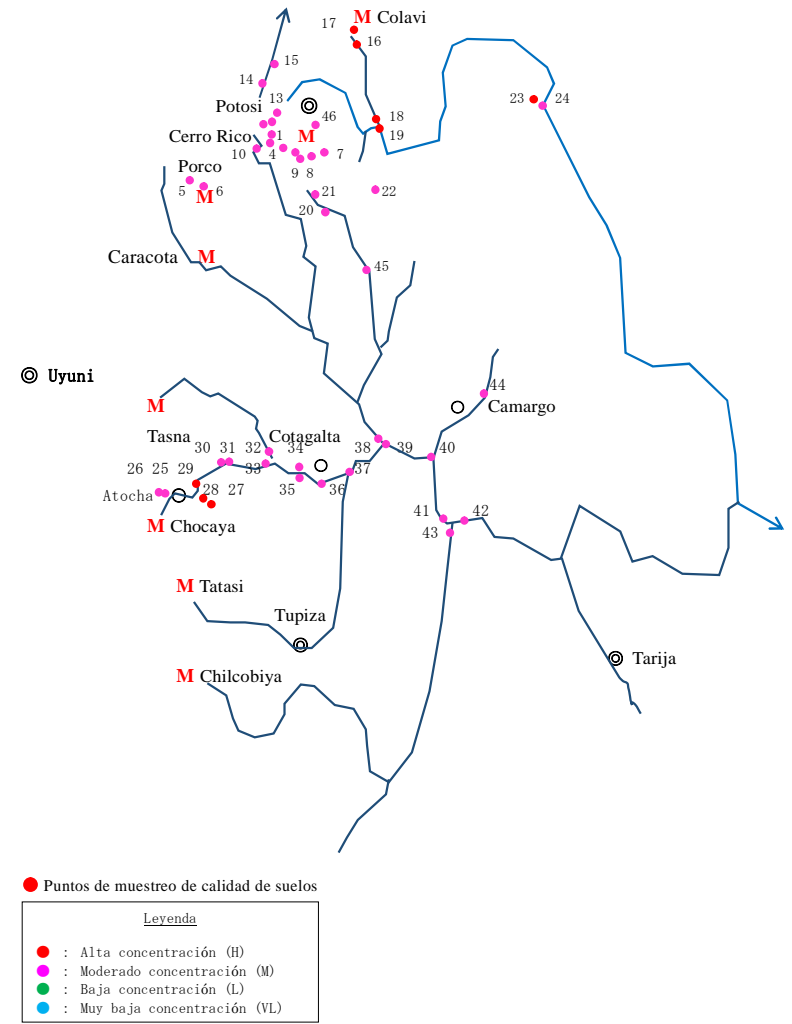 17
M Colavi
16
15
14
13
Potosi
46
18
23
24
M
19
Cerro Rico
1
10
4
7
Porco
9 8
5
6
M
21
22
20
Caracota
M
45
Uyuni
44
M
Camargo
Tasna
Cotagalta
30 31 32 34
38
39
40
33
37
26 25 29
Atocha
28 27
35
36
M Chocaya
41
42
43
M Tatasi
Tupiza
Tarija
M Chilcobiya
Puntos de muestreo de calidad de suelos
Leyenda
: Alta concentración (H)
: Moderado concentración (M)
: Baja concentración (L)
: Muy baja concentración (VL)